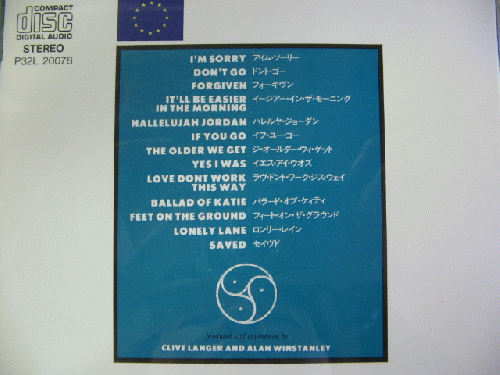 COMPACT
disc
DIGITAL AUDIO
STEREO
P32L 20078
I'M SORRY アイム・ソーリー
DON'T GO ドント・ゴー
FORGIVEN フォーギヴン
IT'LL BE EASIER イージアー・イン・ザ・モーニング
IN THE MORNING
HALLELUJAH JORDAN ハレルヤ・ジョーダン
IF YOU GO イフ・ユー・ゴー
THE OLDER WE GET ジ・オールダー・ウィ・ゲット
YES I WAS イエス・アイ・ウオズ
LOVE DONT WORK ラヴ・ドント・ワーク・ジス・ウェイ
THIS WAY
BALLAD OF KATIE バラード・オブ・ケイティ
FEET ON THE GROUND フィート・オン・ザ・グラウンド
LONELY LANE ロンリー・レイン
SAVED セイヴド
produced and engineered by
CLIVE LANGER AND ALAN WINSTANLEY